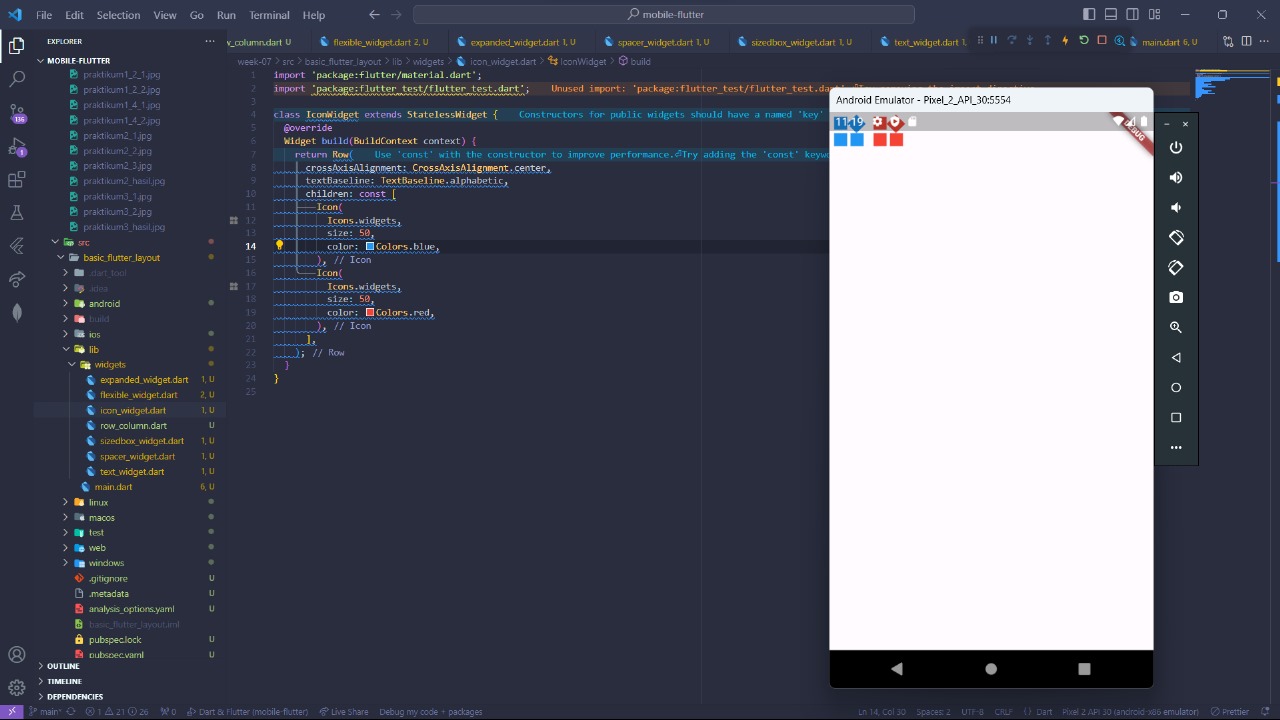 File Edit Selection View Go Run Terminal Help
mobile-flutter
EXPLORER
_column.dart U
flexible_widget.dart 2, U
expanded_widget.dart 1, U
spacer_widget.dart 1, U
sizedbox_widget.dart 1, U
text_widget.dart 1, U
main.dart 6, U
MOBILE-FLUTTER
week-07 > src > basic_flutter_layout > lib > widgets > icon_widget.dart > IconWidget > build
praktikum1_2_1.jpg
praktikum1_2_2.jpg
praktikum1_4_1.jpg
praktikum1_4_2.jpg
praktikum2_1.jpg
praktikum2_2.jpg
praktikum2_3.jpg
praktikum2_hasil.jpg
praktikum3_1.jpg
praktikum3_2.jpg
praktikum3_hasil.jpg
src
basic_flutter_layout
.dart_tool
.idea
android
build
ios
lib
widgets
expanded_widget.dart 1, U
flexible_widget.dart 2, U
icon_widget.dart 1, U
row_column.dart U
sizedbox_widget.dart 1, U
spacer_widget.dart 1, U
text_widget.dart 1, U
main.dart 6, U
linux
macos
test
web
windows
.gitignore U
.metadata U
analysis_options.yaml U
basic_flutter_layout.iml
pubspec.lock U
pubspec.yaml U
OUTLINE
TIMELINE
DEPENDENCIES
1 import 'package:flutter/material.dart';
2 import 'package:flutter_test/flutter_test.dart'; Unused import: 'package:flutter_test/flutter_test.dart'
3
4 class IconWidget extends StatelessWidget { Constructors for public widgets should have a named 'key'
5 @override
6 Widget build(BuildContext context) {
7 return Row( Use 'const' with the constructor to improve performance.⏎Try adding the 'const' keywo
8 crossAxisAlignment: CrossAxisAlignment.center,
9 textBaseline: TextBaseline.alphabetic,
10 children: const [
11 Icon(
12 Icons.widgets,
13 size: 50,
14 color: Colors.blue,
15 ), // Icon
16 Icon(
17 Icons.widgets,
18 size: 50,
19 color: Colors.red,
20 ), // Icon
21 ],
22 ); // Row
23 }
24 }
25
Android Emulator - Pixel_2_API_30:5554
11:19
DEBUG
136
1
main* 1 21 26 0 Dart & Flutter (mobile-flutter) Live Share Debug my code + packages
Ln 14, Col 30 Spaces: 2 UTF-8 CRLF {} Dart Pixel 2 API 30 (android-x86 emulator) Prettier